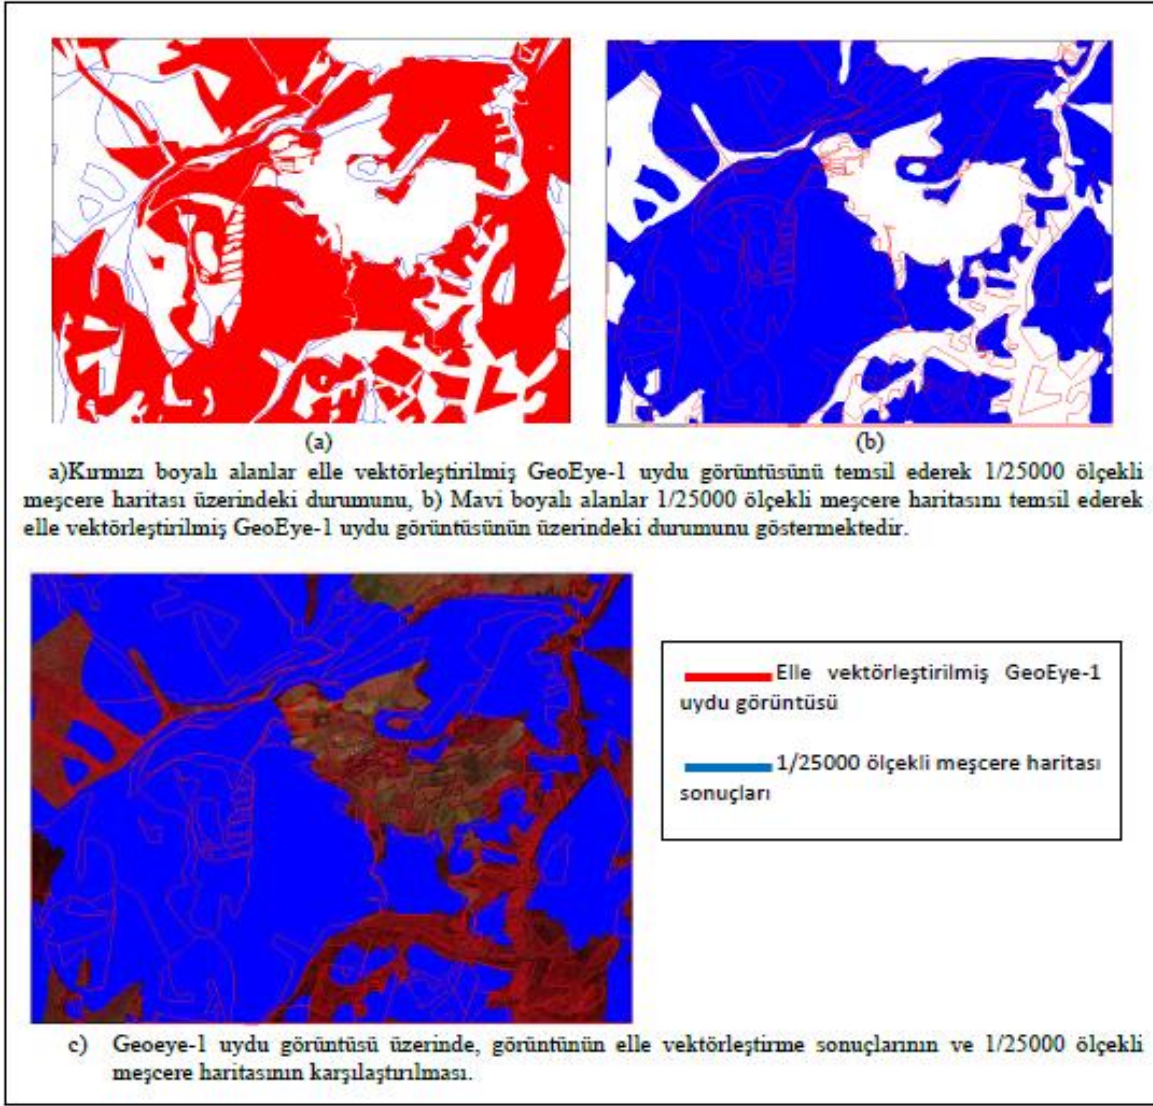 (a)
(b)
a)Kırmızı boyalı alanlar elle vektörleştirilmiş GeoEye-1 uydu görüntüsünü temsil ederek 1/25000 ölçekli
meşcere haritası üzerindeki durumunu, b) Mavi boyalı alanlar 1/25000 ölçekli meşcere haritasını temsil ederek
elle vektörleştirilmiş GeoEye-1 uydu görüntüsünün üzerindeki durumunu göstermektedir.
Elle vektörleştirilmiş GeoEye-1
uydu görüntüsü
1/25000 ölçekli meşcere haritası
sonuçları
c) Geoeye-1 uydu görüntüsü üzerinde, görüntünün elle vektörleştirme sonuçlarının ve 1/25000 ölçekli
meşcere haritasının karşılaştırılması.